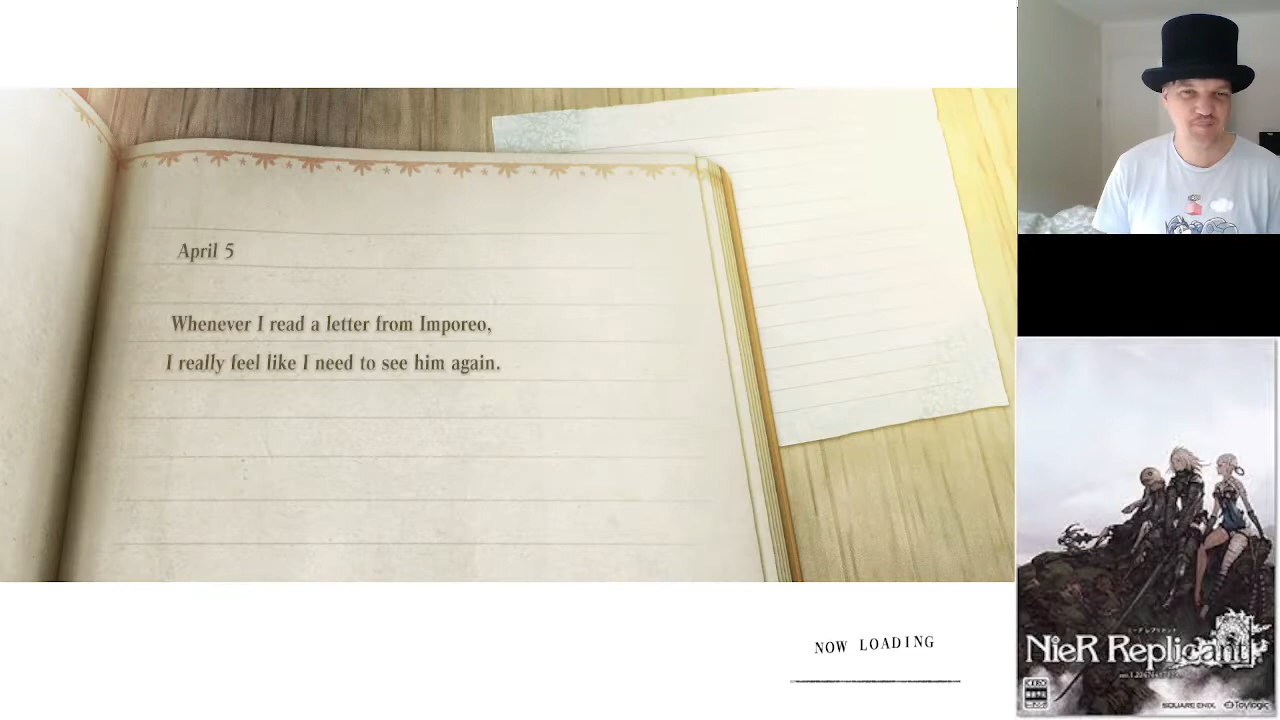 April 5
Whenever I read a letter from Imporeo,
I really feel like I need to see him again.
NOW LOADING
NieR Replicant
SQUARE ENIX.
Toylogic